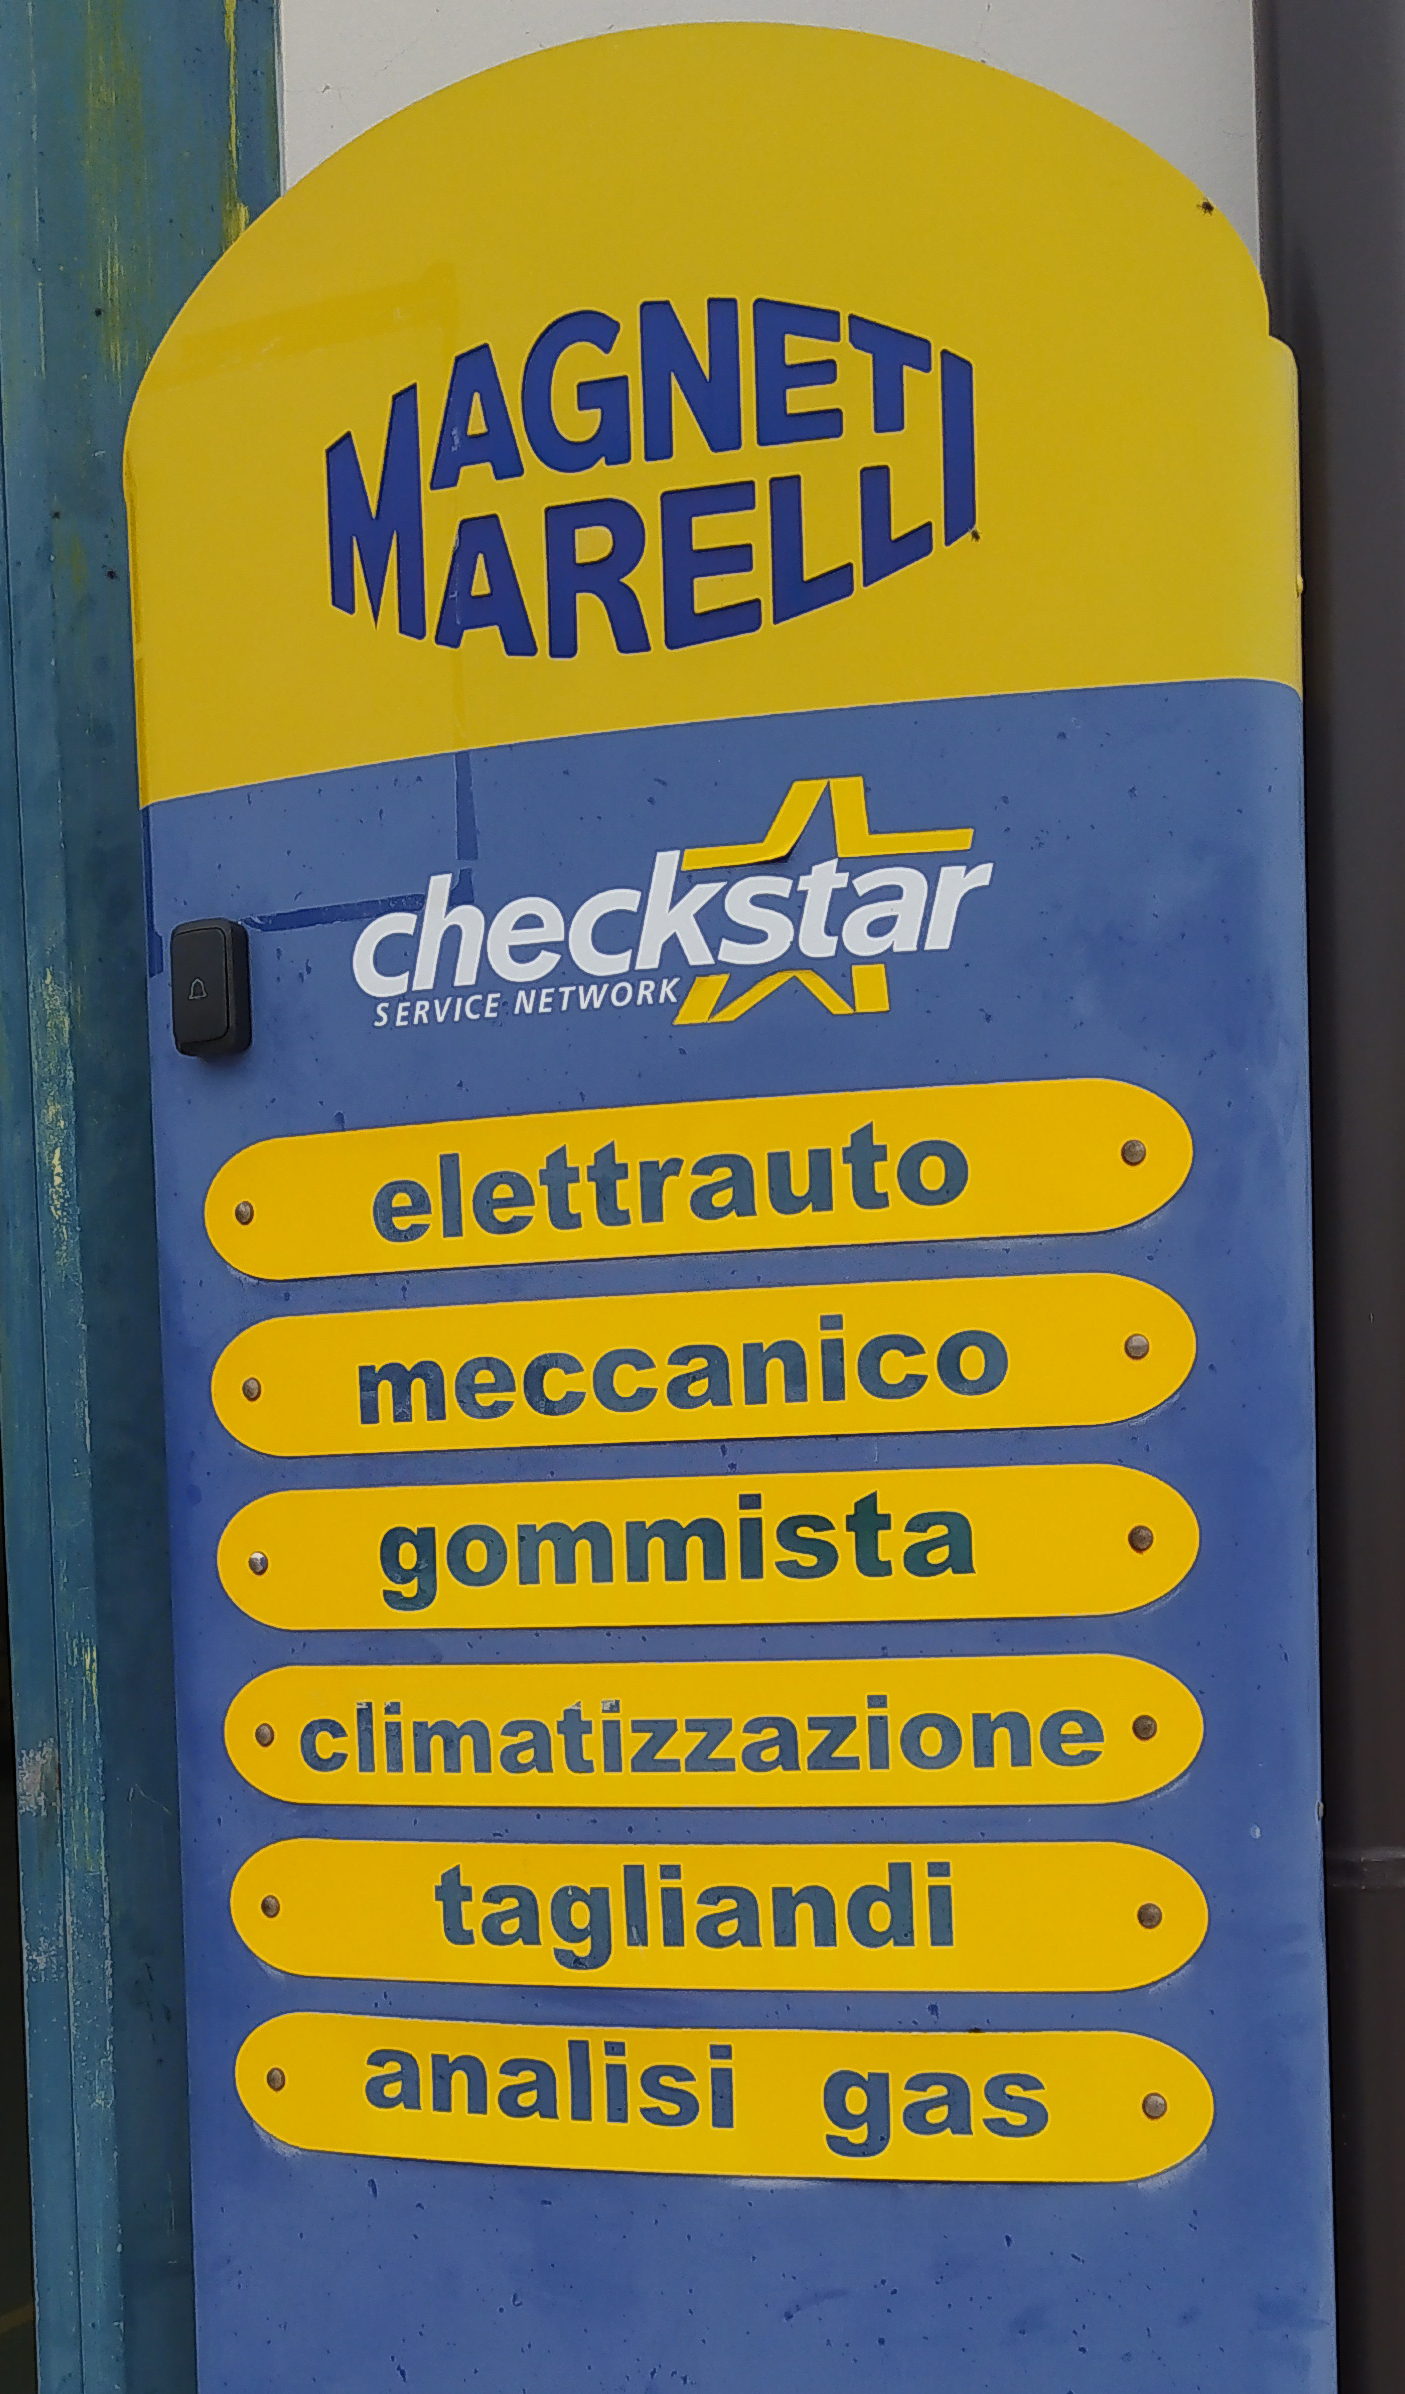 MAGNETI
MARELLI
checkstar
SERVICE NETWORK
elettrauto
meccanico
gommista
climatizzazione
tagliandi
analisi gas